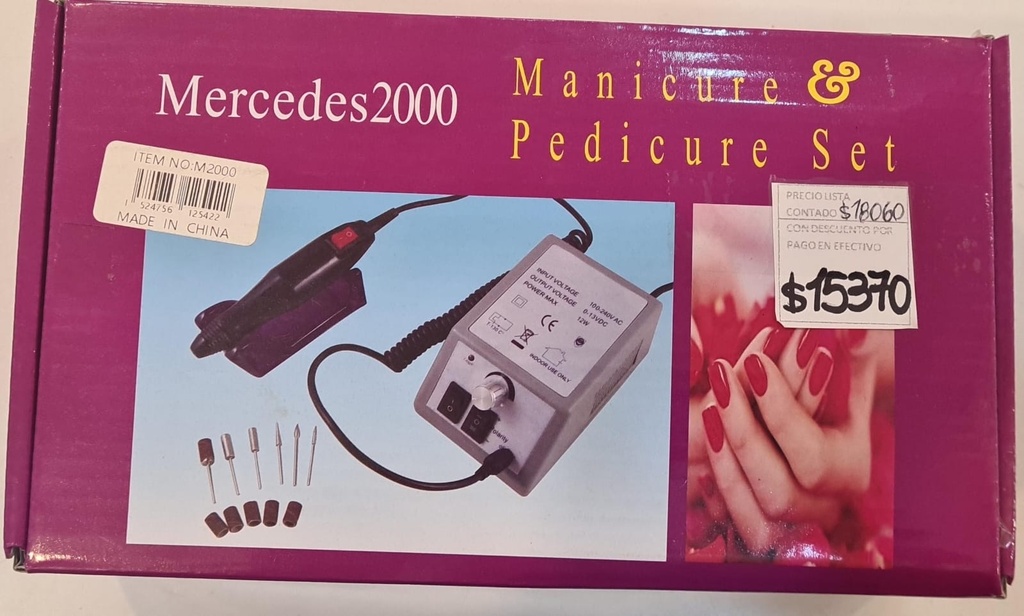 Mercedes2000
Manicure &
Pedicure Set
ITEM NO:M2000
1 524756 125422
MADE IN CHINA
PRECIO LISTA
CONTADO $18060
CON DESCUENTO POR
PAGO EN EFECTIVO
$15370
INPUT VOLTAGE 100-240V AC
OUTPUT VOLTAGE 0-13VDC
POWER MAX 12W
CE
INDOOR USE ONLY